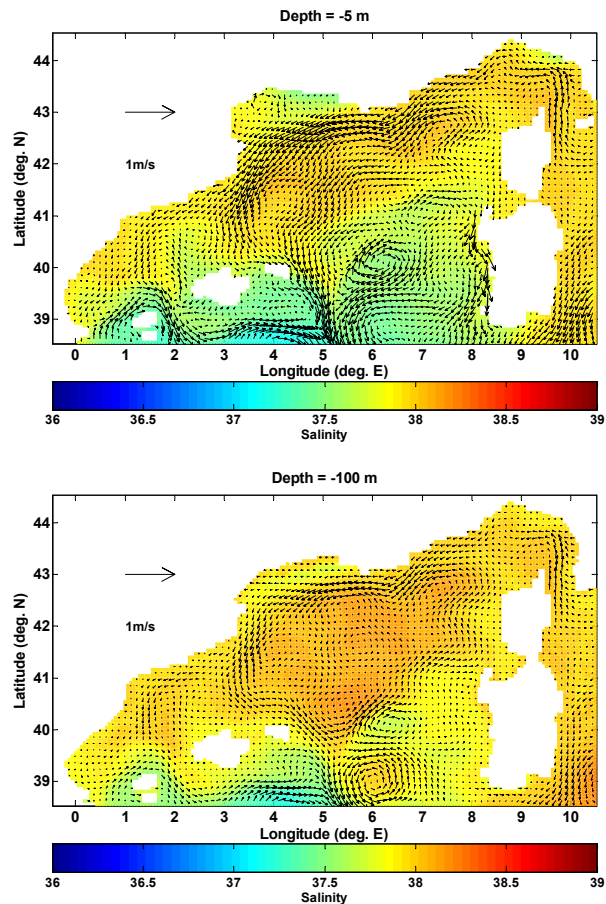 Depth = -5 m
44
43
42
41
40
39
Latitude (deg. N)
1m/s
0 1 2 3 4 5 6 7 8 9 10
Longitude (deg. E)
36 36.5 37 37.5 38 38.5 39
Salinity
Depth = -100 m
44
43
42
41
40
39
Latitude (deg. N)
1m/s
0 1 2 3 4 5 6 7 8 9 10
Longitude (deg. E)
36 36.5 37 37.5 38 38.5 39
Salinity